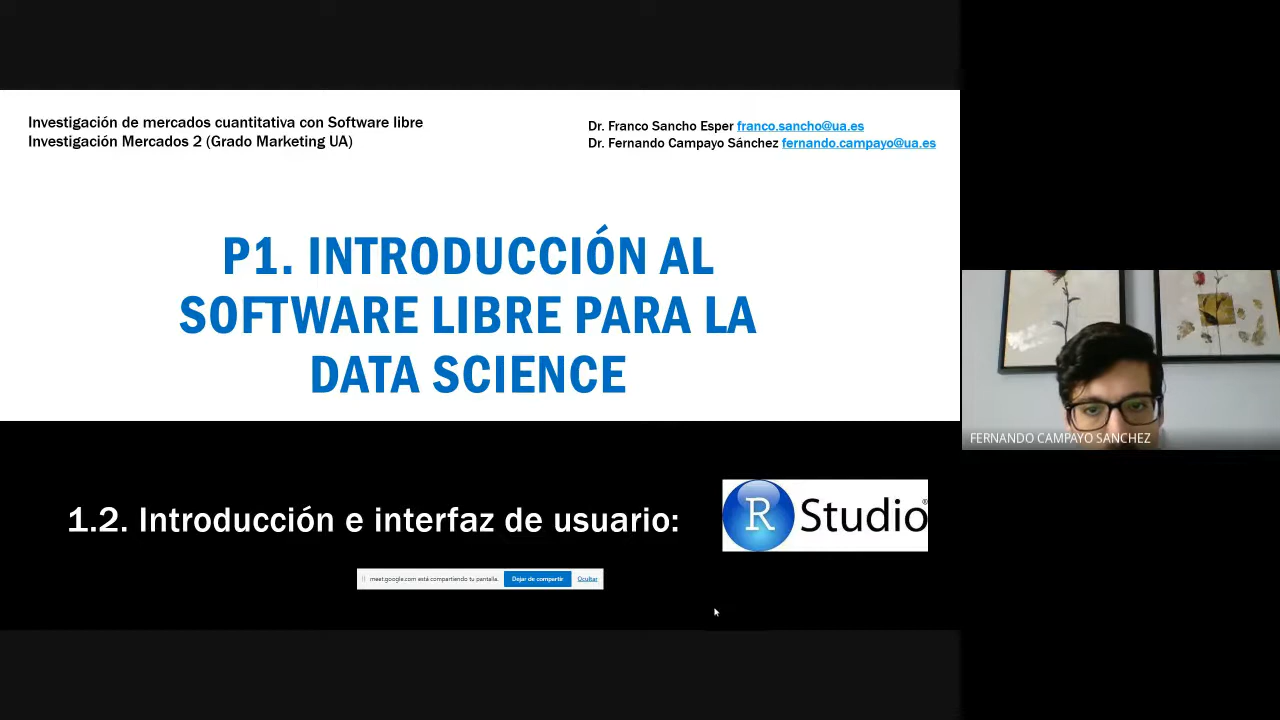 Investigación de mercados cuantitativa con Software libre
Investigación Mercados 2 (Grado Marketing UA)
Dr. Franco Sancho Esper franco.sancho@ua.es
Dr. Fernando Campayo Sánchez fernando.campayo@ua.es
P1. INTRODUCCIÓN AL
SOFTWARE LIBRE PARA LA
DATA SCIENCE
FERNANDO CAMPAYO SANCHEZ
1.2. Introducción e interfaz de usuario:
R Studio®
meet.google.com está compartiendo tu pantalla. Dejar de compartir Ocultar